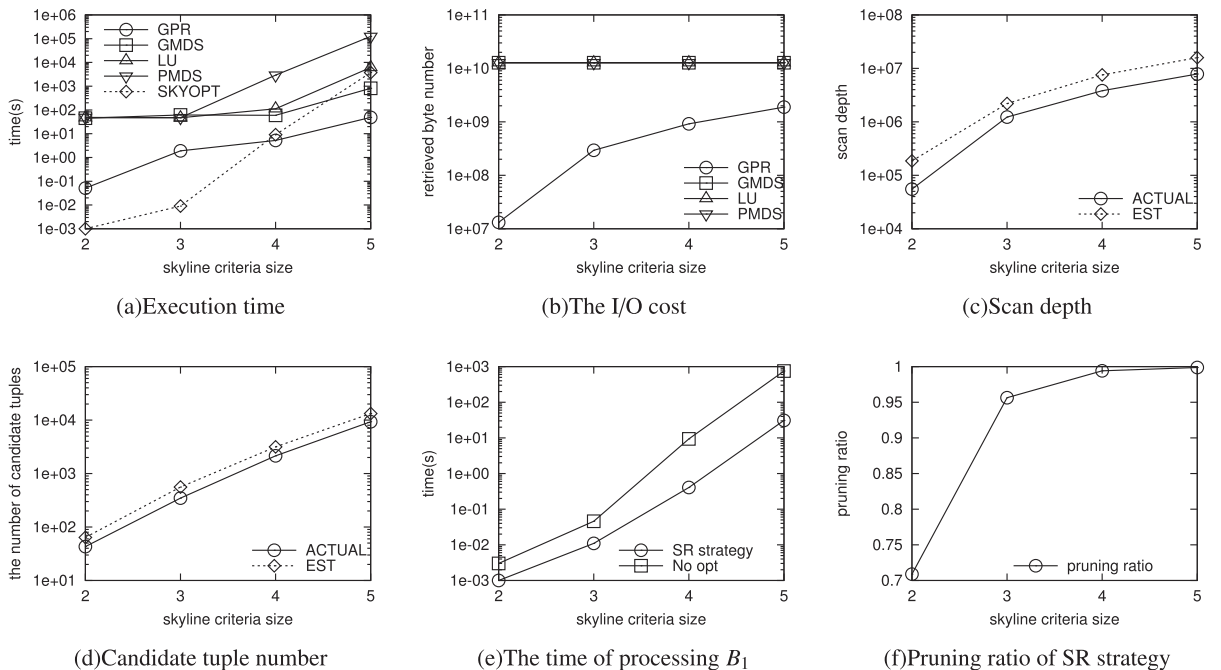 1e+06
1e+05
1e+04
1e+03
1e+02
1e+01
1e+00
1e-01
1e-02
1e-03
time(s)
GPR
GMDS
LU
PMDS
SKYOPT
2 3 4 5
skyline criteria size
(a)Execution time
1e+11
1e+10
1e+09
1e+08
1e+07
retrieved byte number
GPR
GMDS
LU
PMDS
2 3 4 5
skyline criteria size
(b)The I/O cost
1e+08
1e+07
1e+06
1e+05
1e+04
scan depth
ACTUAL
EST
2 3 4 5
skyline criteria size
(c)Scan depth
1e+05
1e+04
1e+03
1e+02
1e+01
the number of candidate tuples
ACTUAL
EST
2 3 4 5
skyline criteria size
(d)Candidate tuple number
1e+03
1e+02
1e+01
1e+00
1e-01
1e-02
1e-03
time(s)
SR strategy
No opt
2 3 4 5
skyline criteria size
(e)The time of processing B₁
1
0.95
0.9
0.85
0.8
0.75
0.7
pruning ratio
pruning ratio
2 3 4 5
skyline criteria size
(f)Pruning ratio of SR strategy